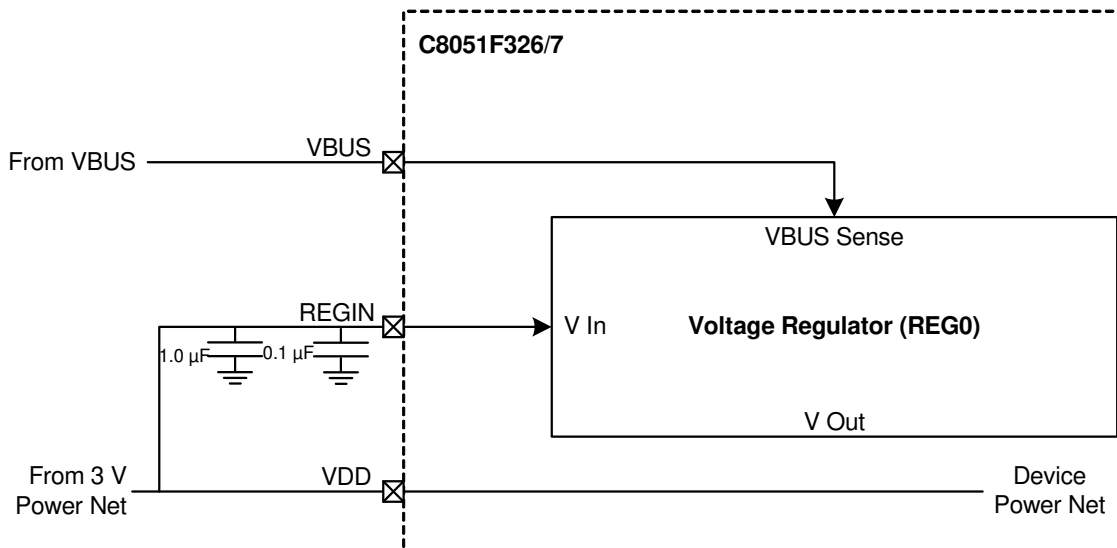 C8051F326/7
From VBUS
VBUS
VBUS Sense
REGIN
V In
Voltage Regulator (REG0)
1.0 µF
0.1 µF
V Out
From 3 V
Power Net
VDD
Device
Power Net